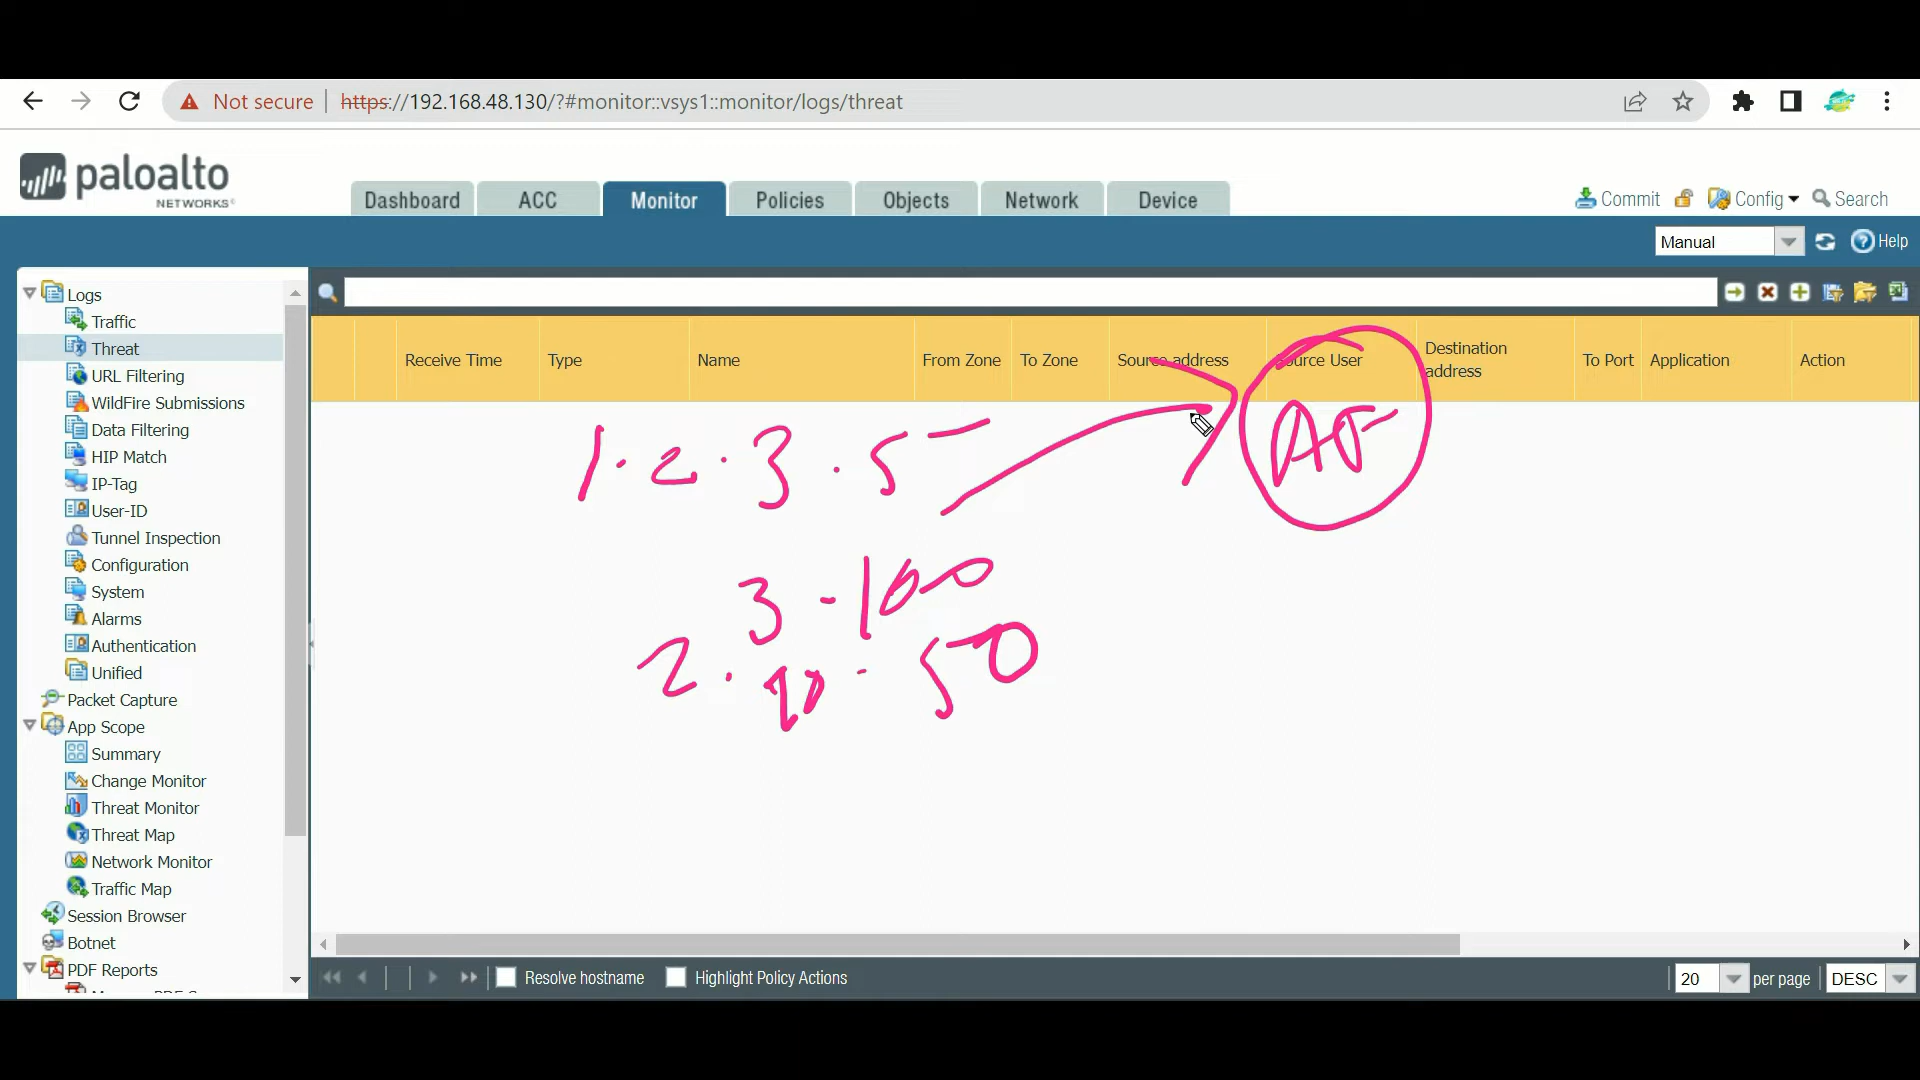 Not secure https://192.168.48.130/?#monitor::vsys1::monitor/logs/threat
paloalto
NETWORKS
Dashboard ACC Monitor Policies Objects Network Device
Commit Config Search
Manual Help
Logs
Traffic
Threat
URL Filtering
WildFire Submissions
Data Filtering
HIP Match
IP-Tag
User-ID
Tunnel Inspection
Configuration
System
Alarms
Authentication
Unified
Packet Capture
App Scope
Summary
Change Monitor
Threat Monitor
Threat Map
Network Monitor
Traffic Map
Session Browser
Botnet
PDF Reports
Receive Time Type Name From Zone To Zone Source address Source User Destination address To Port Application Action
1.2.3.5
3.100
2. . 50
Resolve hostname Highlight Policy Actions
20 per page DESC